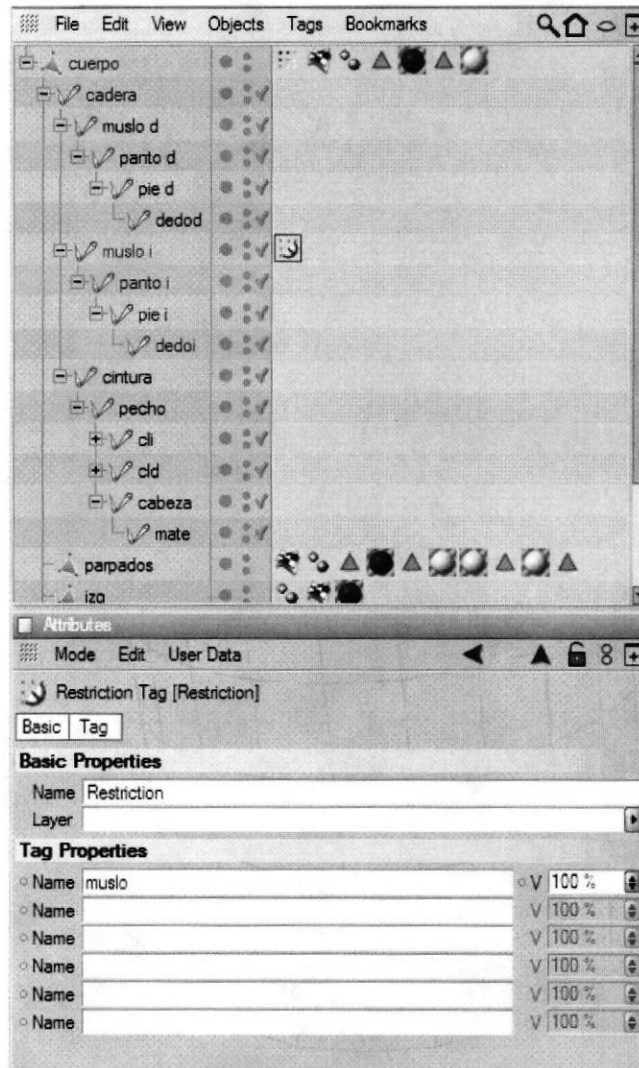 File Edit View Objects Tags Bookmarks
cuerpo
cadera
muslo d
panto d
pie d
dedod
muslo i
panto i
pie i
dedoi
cintura
pecho
cli
cld
cabeza
mate
parpados
izo
Attributes
Mode Edit User Data
Restriction Tag [Restriction]
Basic Tag
Basic Properties
Name Restriction
Layer
Tag Properties
Name muslo V 100 %
Name V 100 %
Name V 100 %
Name V 100 %
Name V 100 %
Name V 100 %